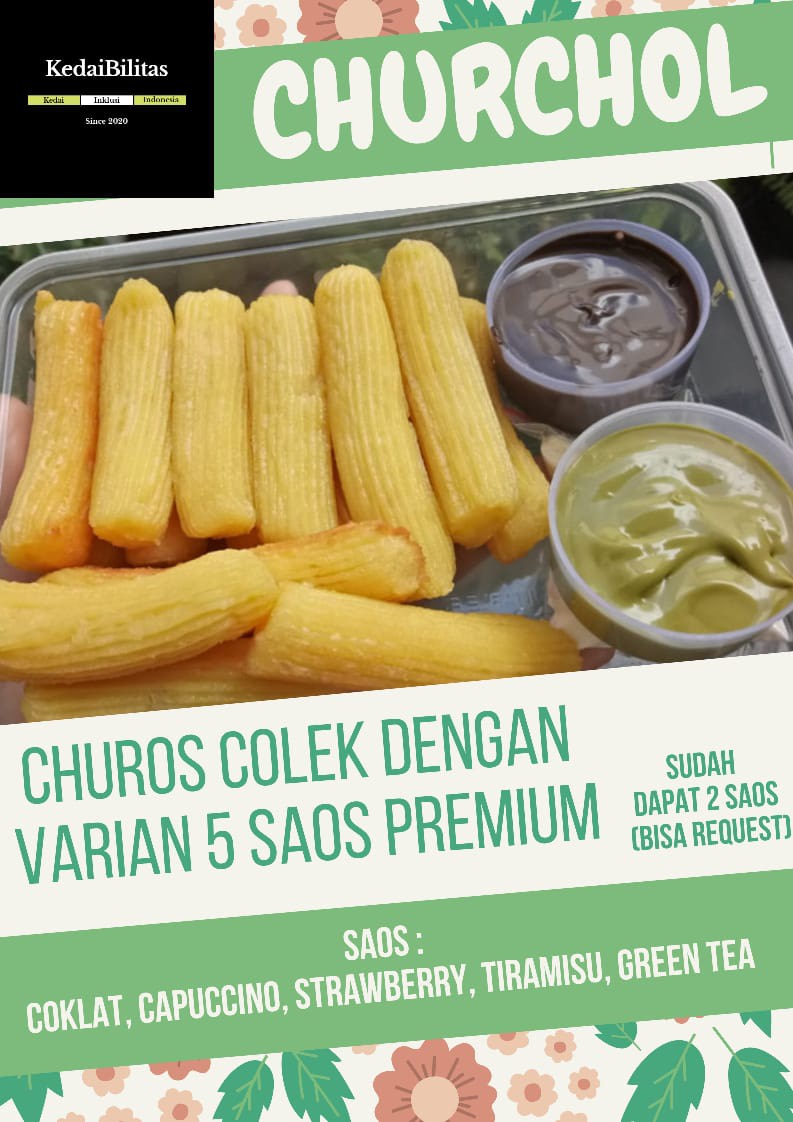 KedaiBilitas
Kedai Inklusi Indonesia
Since 2020
CHURCHOL
CHUROS COLEK DENGAN
VARIAN 5 SAOS PREMIUM
SUDAH
DAPAT 2 SAOS
(BISA REQUEST)
SAOS :
COKLAT, CAPUCCINO, STRAWBERRY, TIRAMISU, GREEN TEA